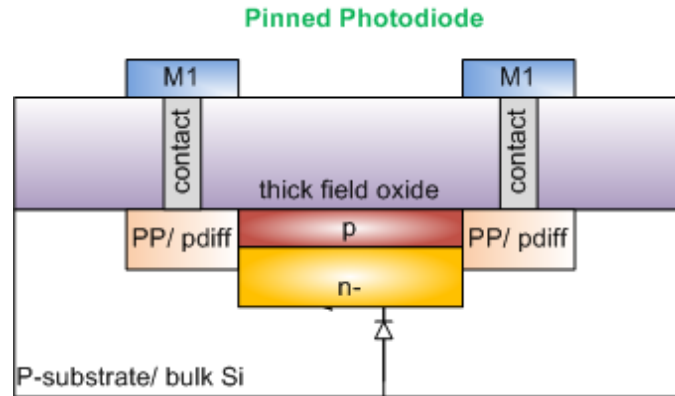 Pinned Photodiode
M1 M1
contact contact
thick field oxide
PP/ pdiff p PP/ pdiff
n-
P-substrate/ bulk Si